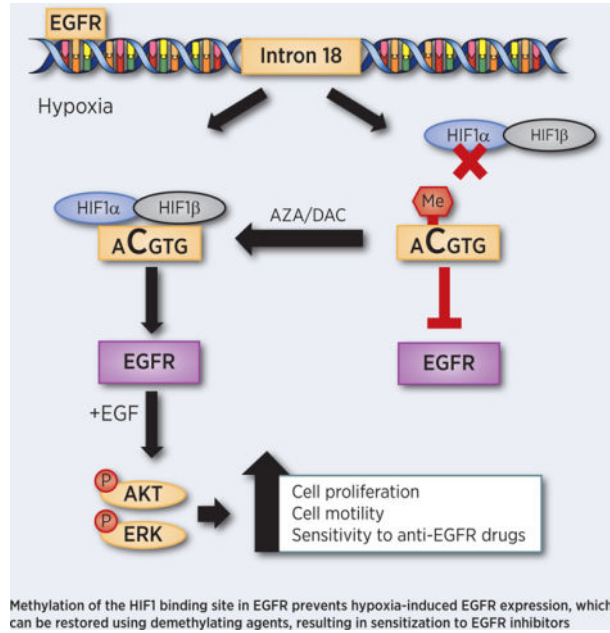 EGFR
Intron 18
Hypoxia
HIF1α HIF1β
Me
HIF1α HIF1β
AZA/DAC
ACGTG
ACGTG
EGFR
EGFR
+EGF
P
AKT
P
ERK
Cell proliferation
Cell motility
Sensitivity to anti-EGFR drugs
Methylation of the HIF1 binding site in EGFR prevents hypoxia-induced EGFR expression, which
can be restored using demethylating agents, resulting in sensitization to EGFR inhibitors